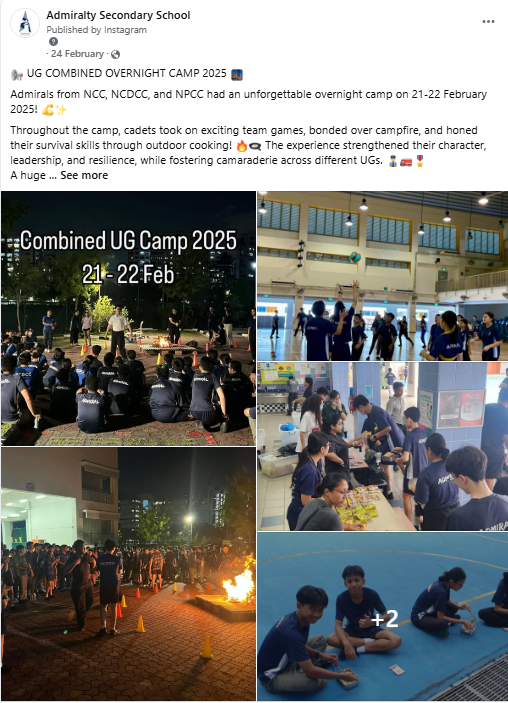 Admiralty Secondary School
Published by Instagram
· 24 February ·
UG COMBINED OVERNIGHT CAMP 2025
Admirals from NCC, NCDCC, and NPCC had an unforgettable overnight camp on 21-22 February
2025! 💪✨
Throughout the camp, cadets took on exciting team games, bonded over campfire, and honed
their survival skills through outdoor cooking! 🔥🍳 The experience strengthened their character,
leadership, and resilience, while fostering camaraderie across different UGs. 👮🚒🎖️
A huge ... See more
Combined UG Camp 2025
21 - 22 Feb
+2